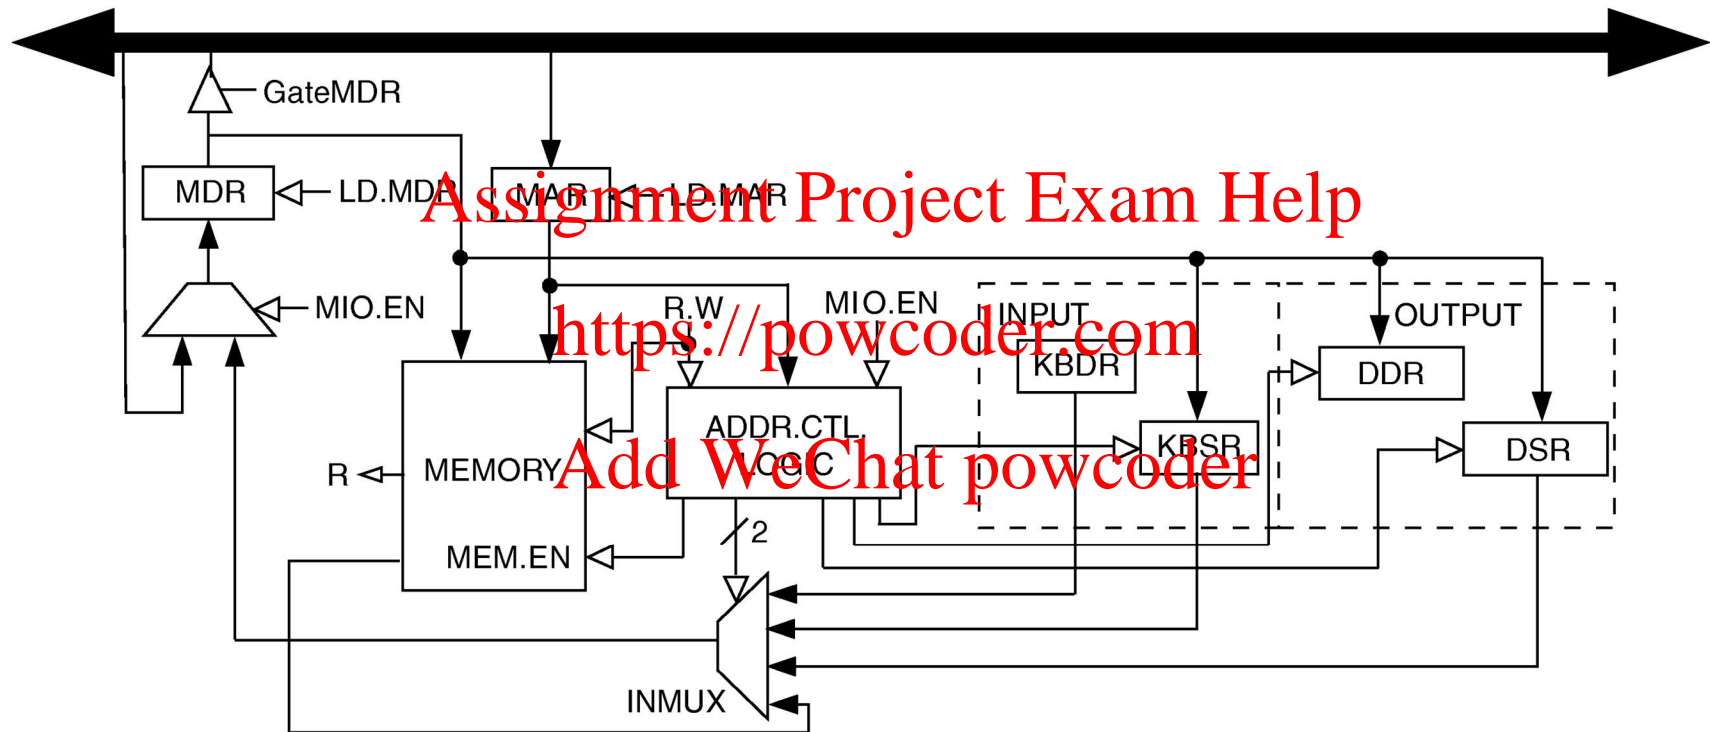 GateMDR
MDR
LD.MDR
MAR
LD.MAR
Assignment Project Exam Help
MIO.EN
R.W
MIO.EN
INPUT
OUTPUT
https://powcoder.com
KBDR
DDR
ADDR.CTL.
LOGIC
KBSR
DSR
R
MEMORY
Add WeChat powcoder
2
MEM.EN
INMUX